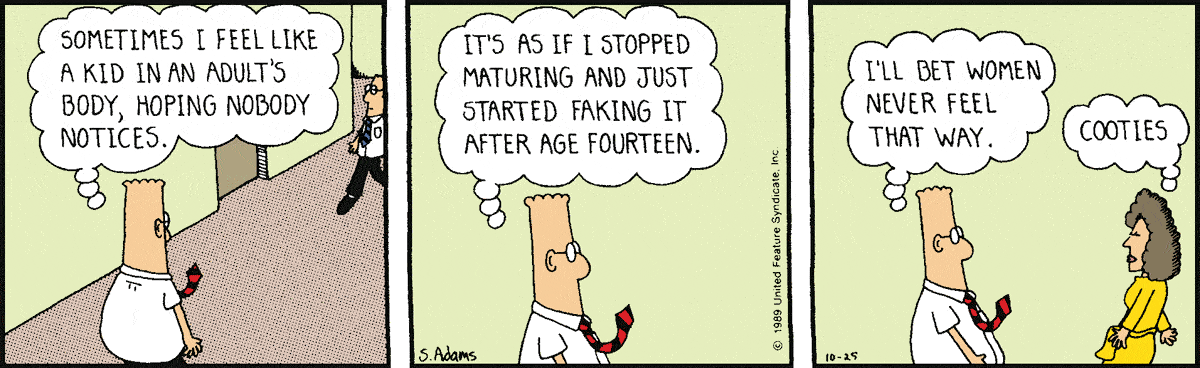 SOMETIMES I FEEL LIKE
A KID IN AN ADULT'S
BODY, HOPING NOBODY
NOTICES.
IT'S AS IF I STOPPED
MATURING AND JUST
STARTED FAKING IT
AFTER AGE FOURTEEN.
S. Adams
© 1989 United Feature Syndicate, Inc
I'LL BET WOMEN
NEVER FEEL
THAT WAY.
COOTIES
10-25